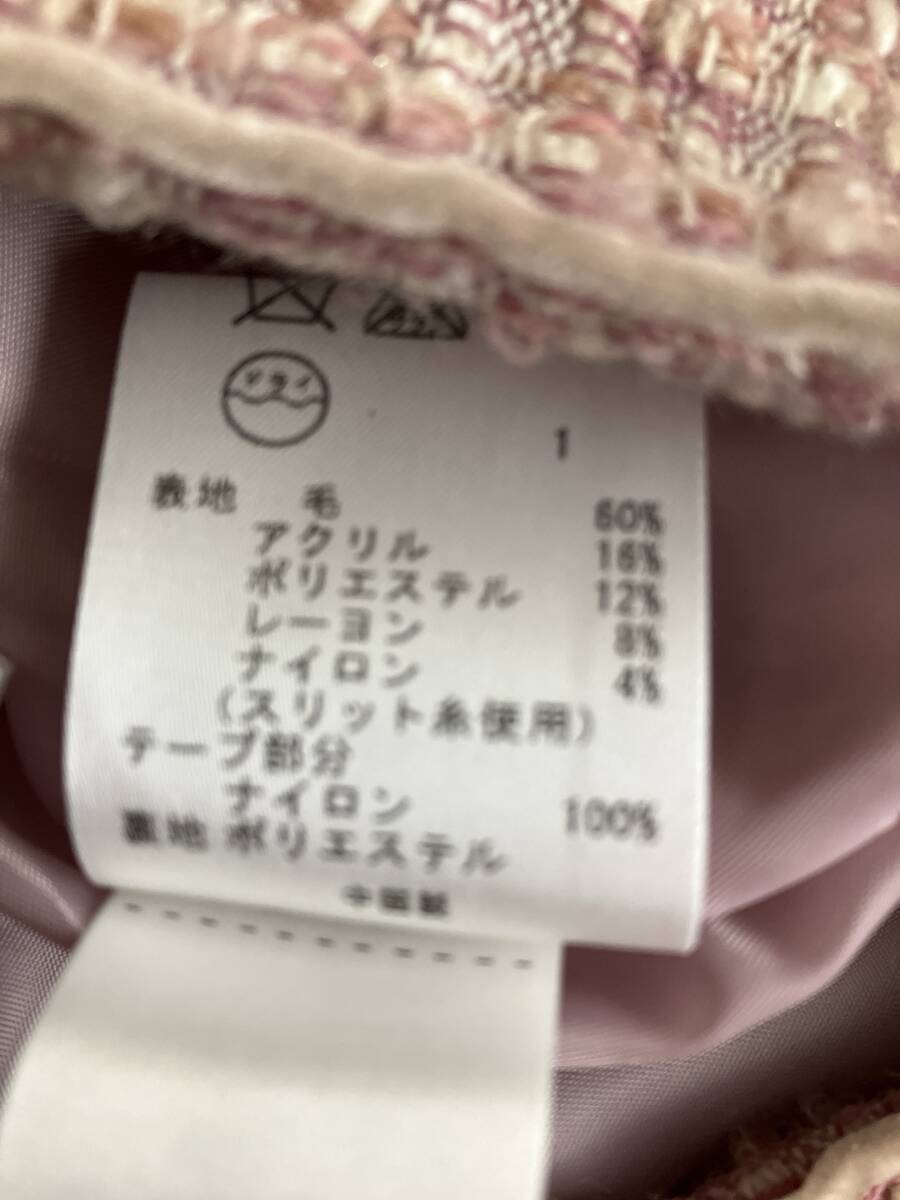 ドライ
1
表地 毛 60%
アクリル 16%
ポリエステル 12%
レーヨン 8%
ナイロン 4%
(スリット糸使用)
テープ部分
ナイロン 100%
裏地 ポリエステル
中国製